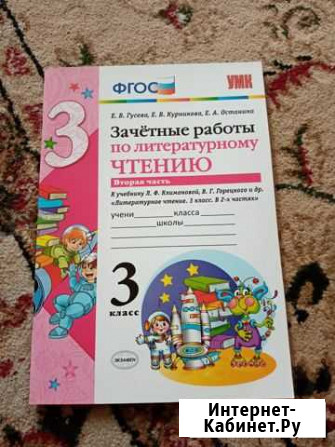 ФГОС
УМК
Е. В. Гусева, Е. В. Курникова, Е. А. Останина
3
Зачётные работы
по литературному
ЧТЕНИЮ
Вторая часть
К учебнику Л. Ф. Климановой, В. Г. Горецкого и др.
«Литературное чтение. 3 класс. В 2-х частях»
учени класса
школы
3
класс
ЭКЗАМЕН
Интернет-
Кабинет.Ру